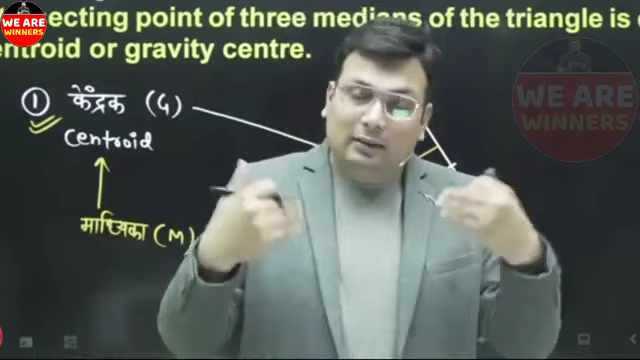 WE ARE
WINNERS
ecting point of three medians of the triangle is
entroid or gravity centre.
WE ARE
WINNERS
① केंद्रक (G)
Centroid
माध्यिका (M)